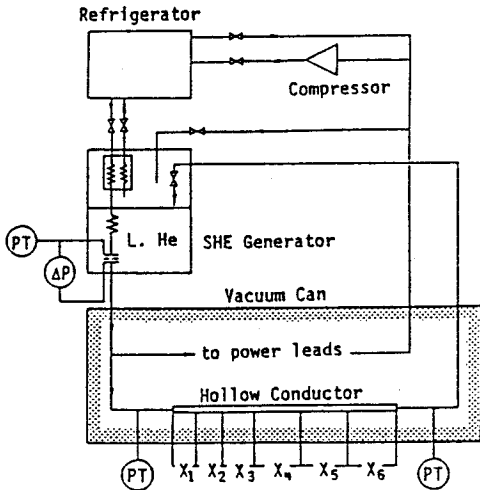 Refrigerator
Compressor
L. He
SHE Generator
PT
ΔP
Vacuum Can
to power leads
Hollow Conductor
PT
X₁ X₂ X₃ X₄ X₅ X₆
PT